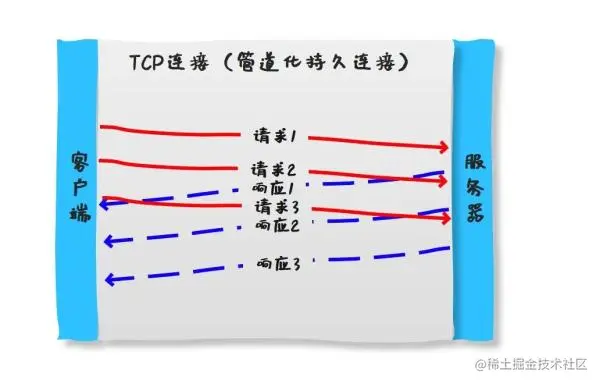 TCP连接（管道化持久连接）
客户端
请求1
请求2
响应1
请求3
响应2
响应3
服务器
@稀土掘金技术社区